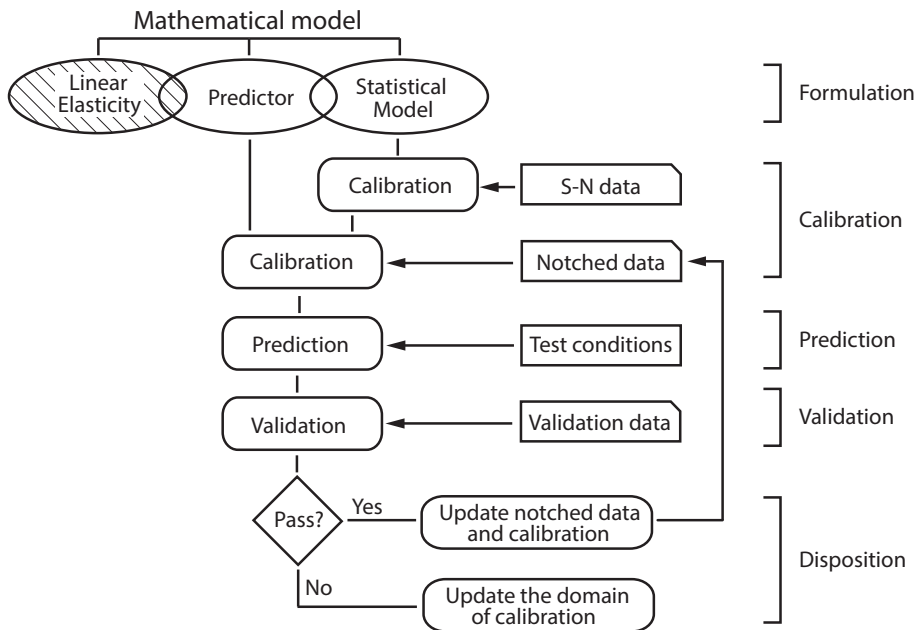 Mathematical model
Linear
Elasticity
Predictor
Statistical
Model
Formulation
Calibration
S-N data
Calibration
Calibration
Notched data
Prediction
Test conditions
Prediction
Validation
Validation data
Validation
Pass?
Yes
Update notched data
and calibration
Disposition
No
Update the domain
of calibration